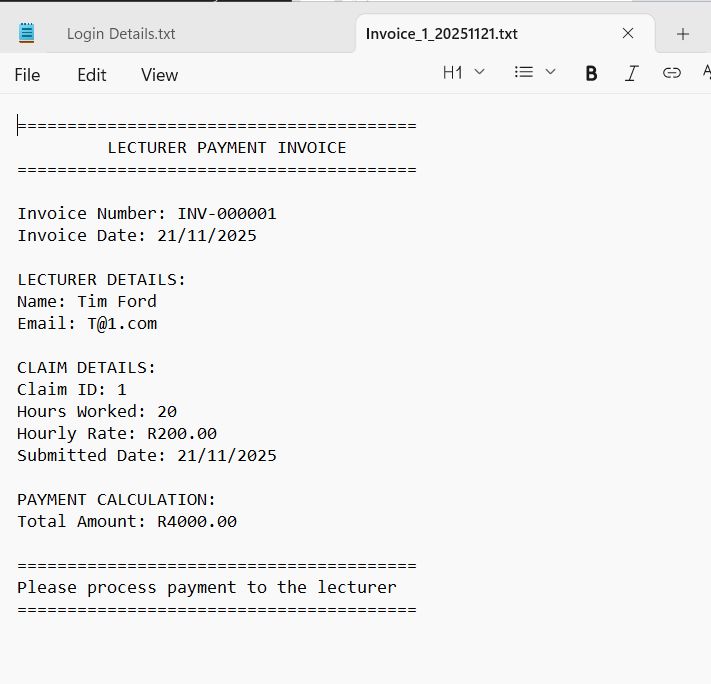 Login Details.txt
Invoice_1_20251121.txt
File Edit View
H1 B I A
========================================
LECTURER PAYMENT INVOICE
========================================
Invoice Number: INV-000001
Invoice Date: 21/11/2025
LECTURER DETAILS:
Name: Tim Ford
Email: T@1.com
CLAIM DETAILS:
Claim ID: 1
Hours Worked: 20
Hourly Rate: R200.00
Submitted Date: 21/11/2025
PAYMENT CALCULATION:
Total Amount: R4000.00
========================================
Please process payment to the lecturer
========================================